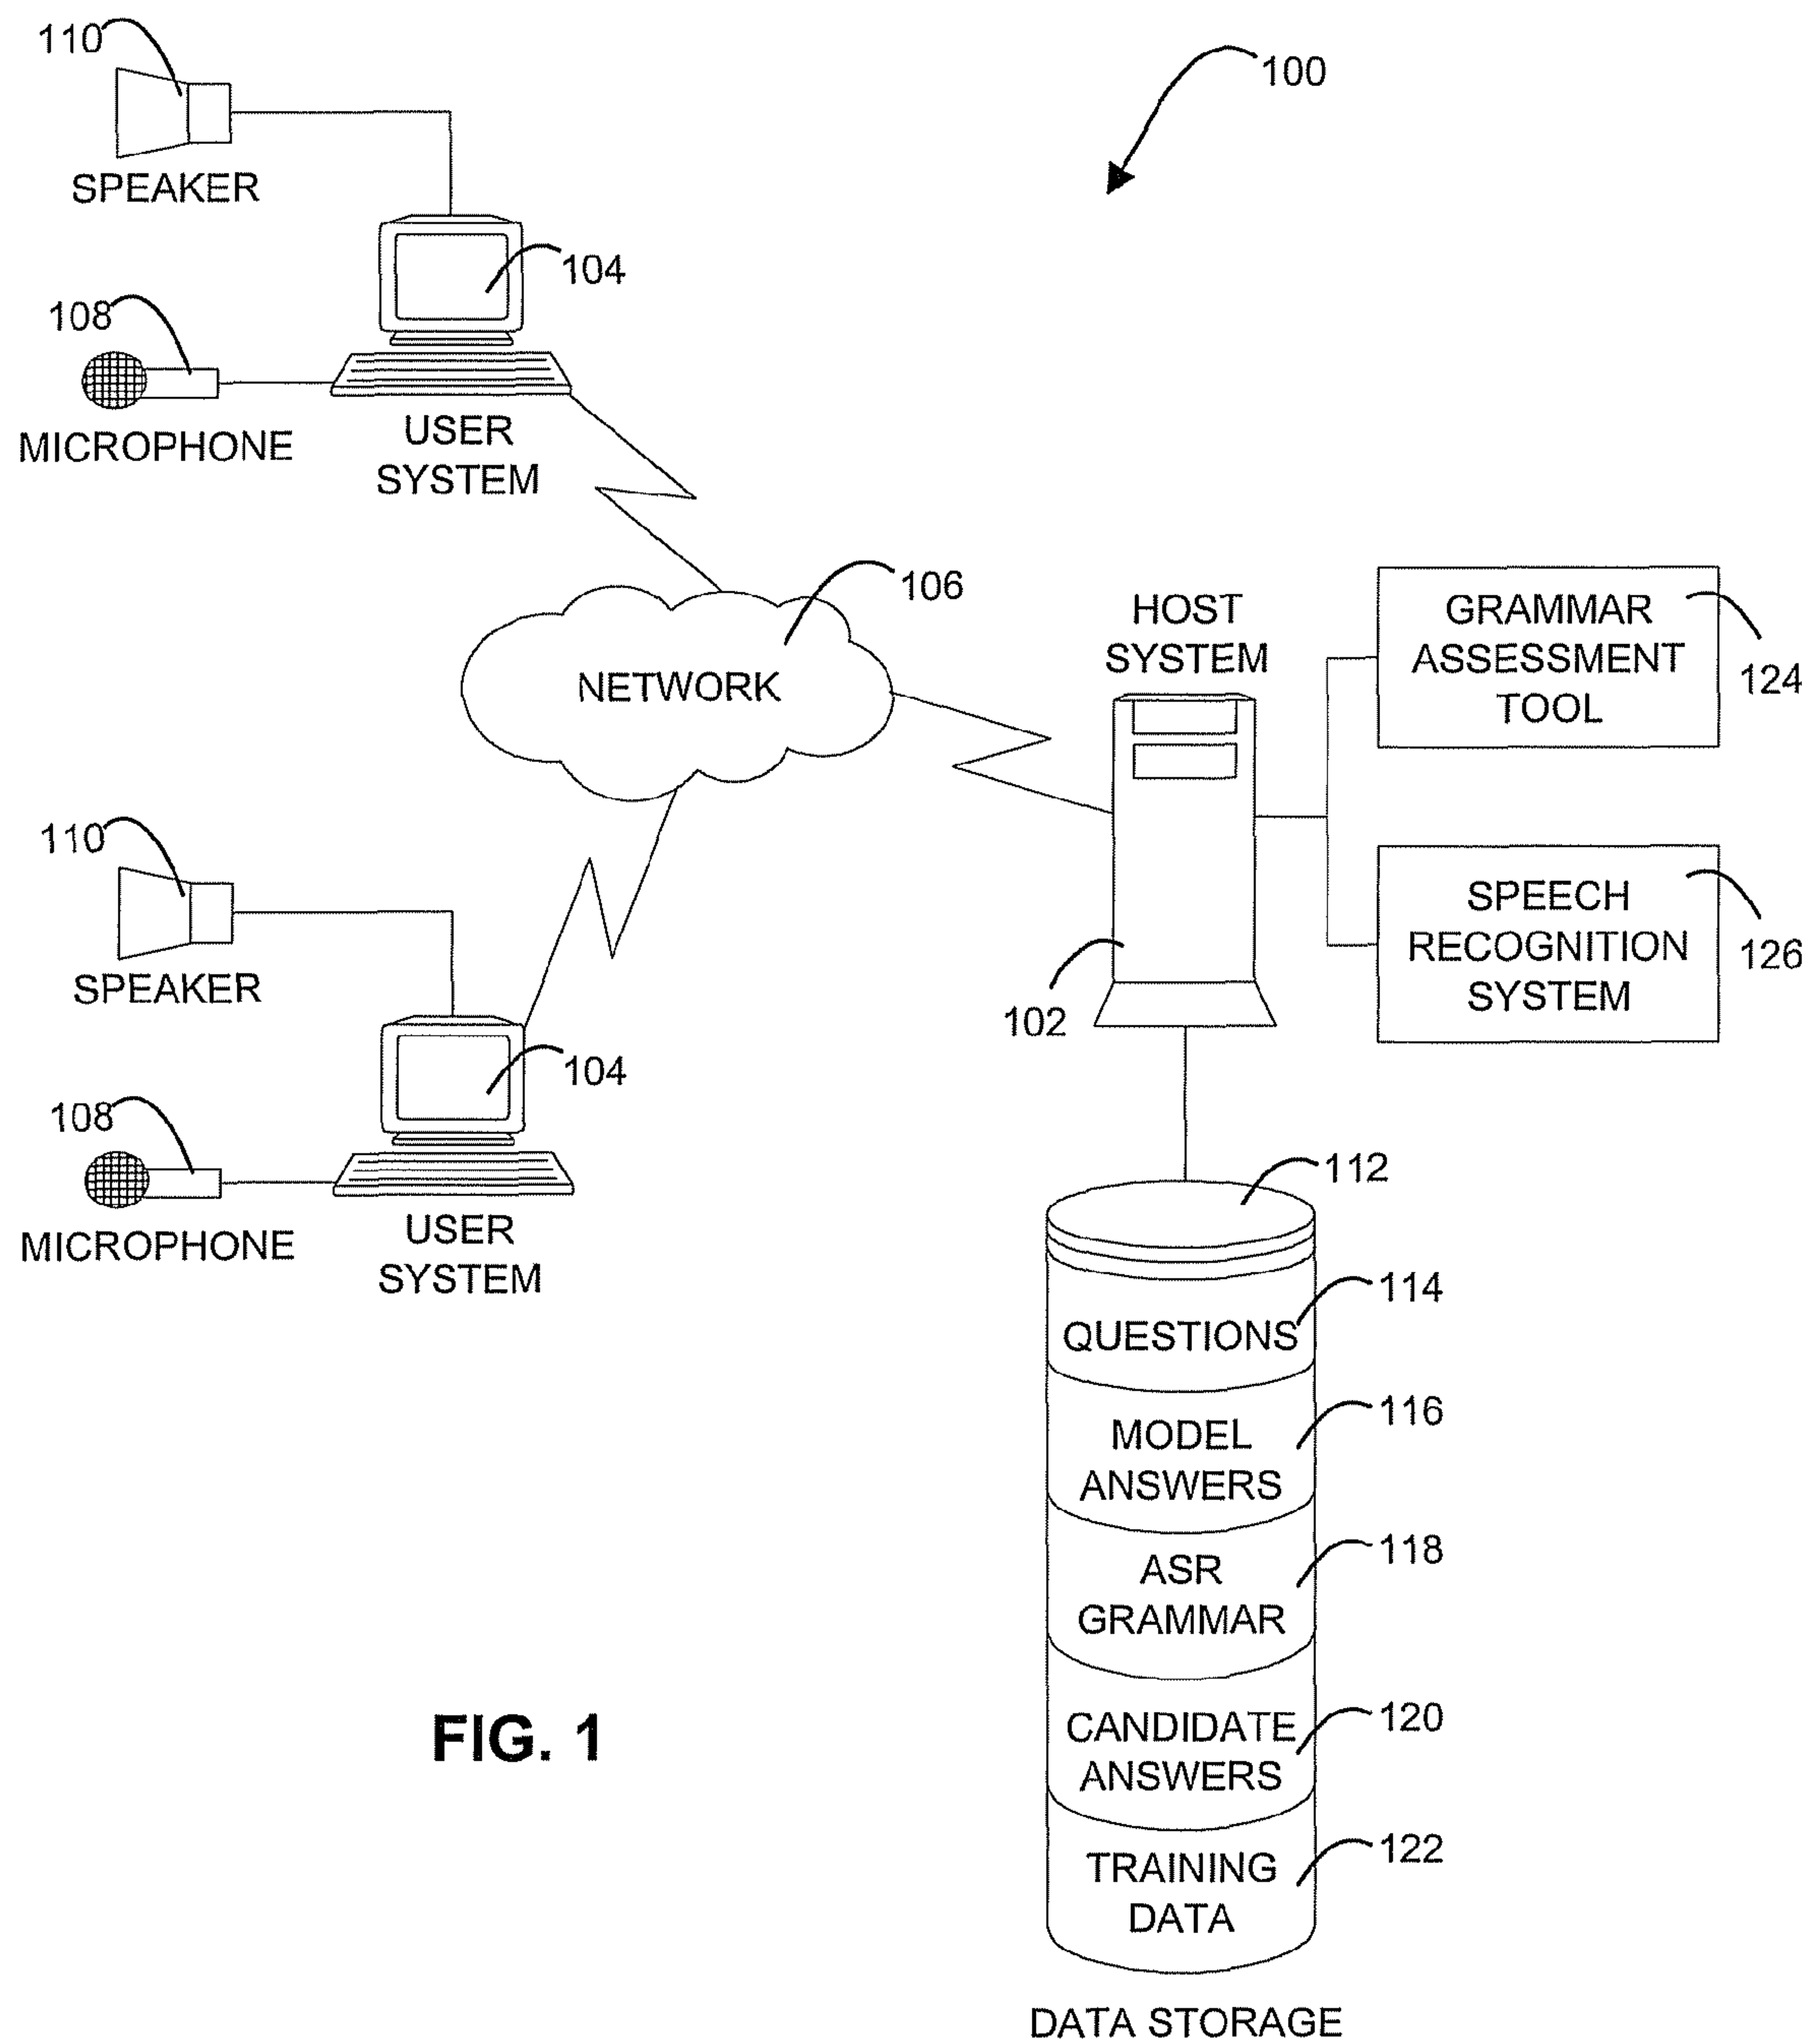 110
100
SPEAKER
104
108
MICROPHONE
USER
SYSTEM
106
NETWORK
HOST
SYSTEM
GRAMMAR
ASSESSMENT
TOOL
124
110
SPEAKER
SPEECH
RECOGNITION
SYSTEM
126
102
104
108
MICROPHONE
USER
SYSTEM
112
114
QUESTIONS
116
MODEL
ANSWERS
118
ASR
GRAMMAR
120
CANDIDATE
ANSWERS
122
TRAINING
DATA
FIG. 1
DATA STORAGE